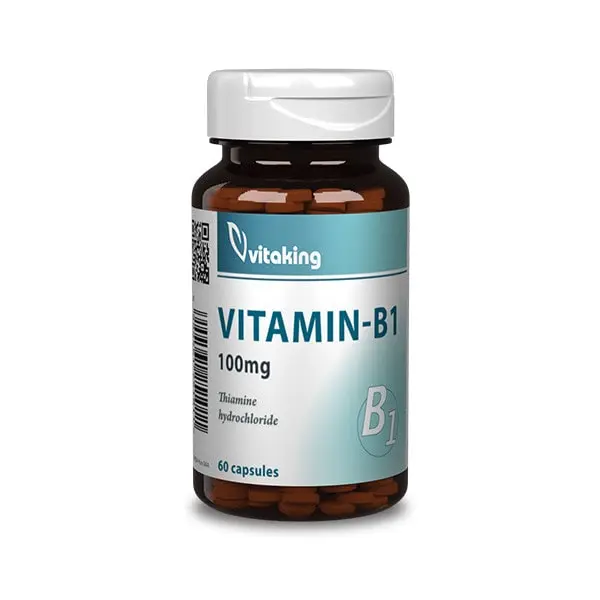 vitaking
VITAMIN-B1
100mg
Thiamine
hydrochloride
B1
60 capsules